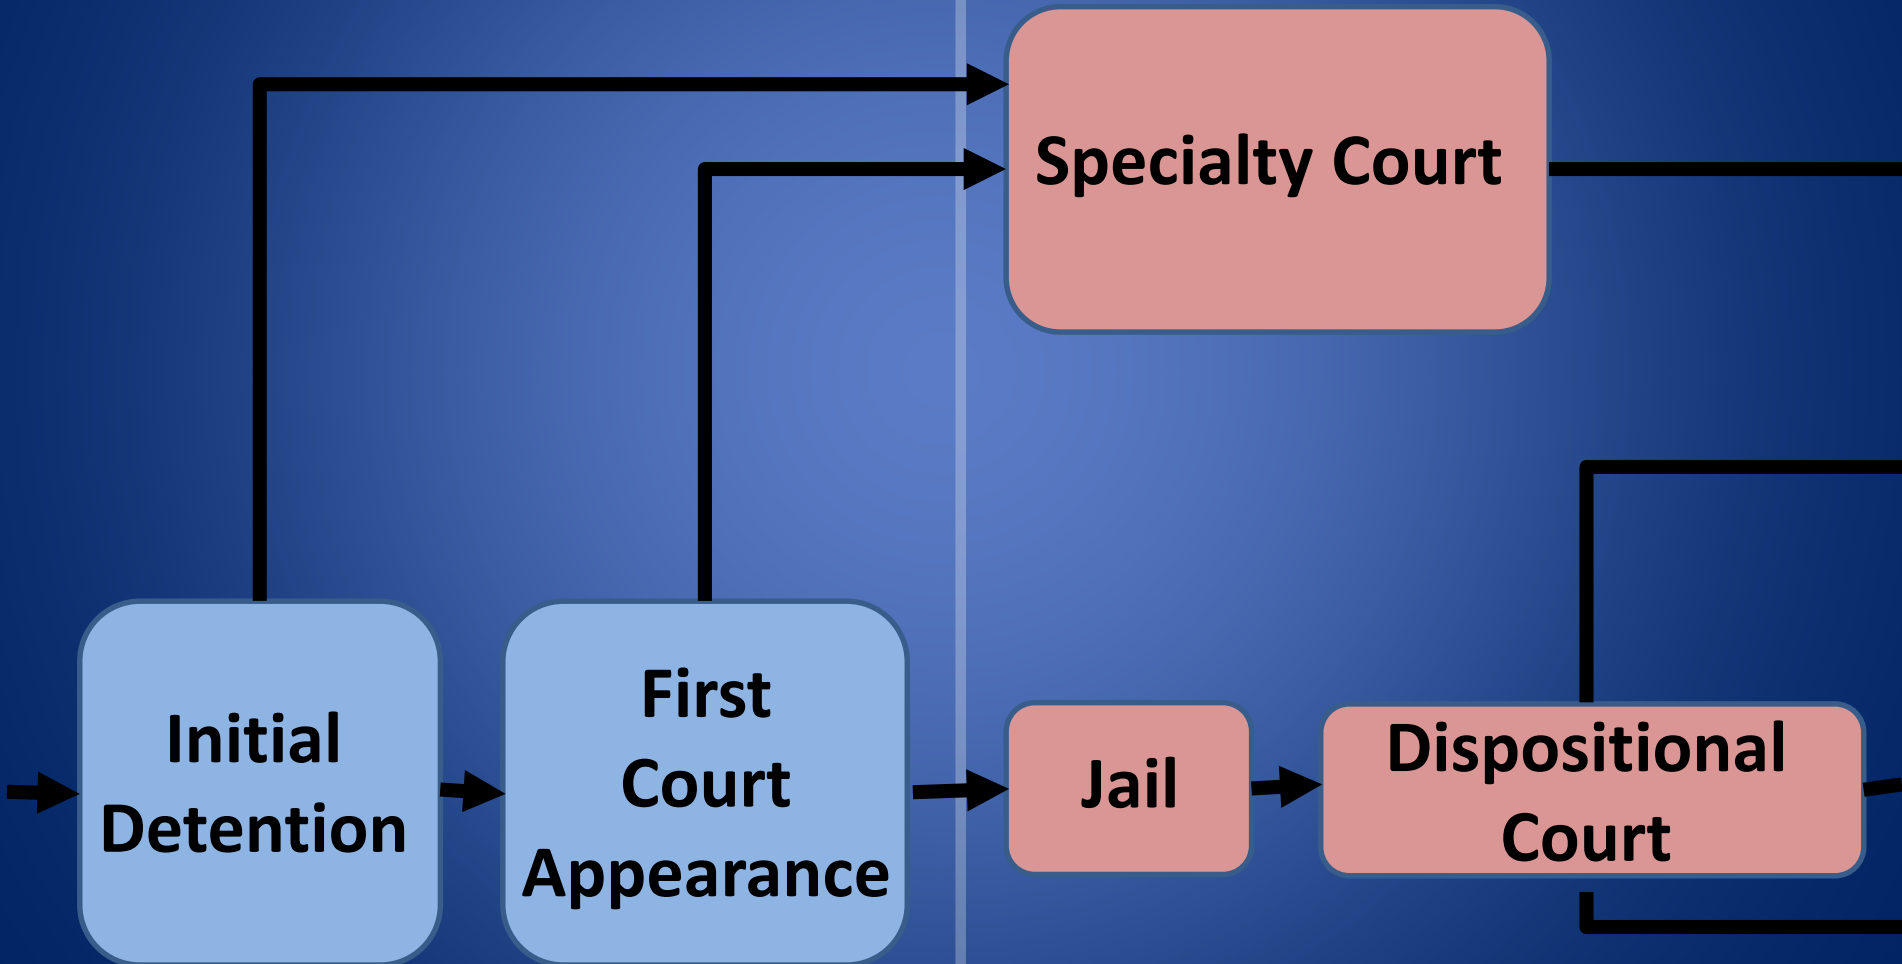 Specialty Court
Initial
Detention
First
Court
Appearance
Jail
Dispositional
Court